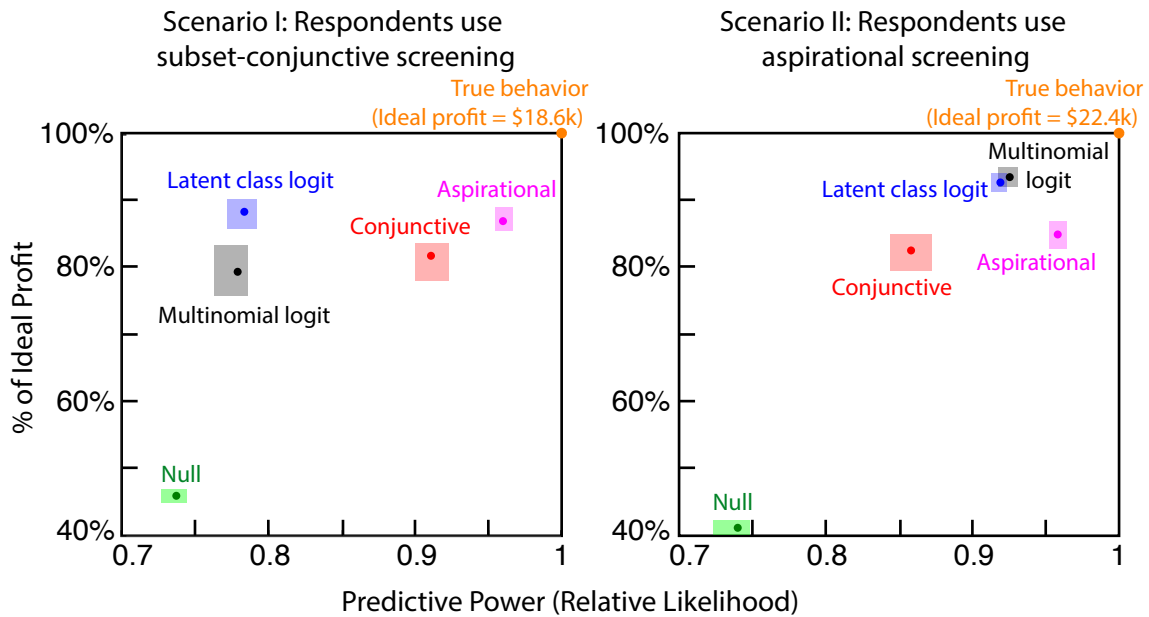 Scenario I: Respondents use
subset-conjunctive screening
True behavior
(Ideal profit = $18.6k)
100%
80%
60%
40%
% of Ideal Profit
Latent class logit
Aspirational
Conjunctive
Multinomial logit
Null
0.7
0.8
0.9
1
Scenario II: Respondents use
aspirational screening
True behavior
(Ideal profit = $22.4k)
100%
80%
60%
40%
Multinomial
logit
Latent class logit
Aspirational
Conjunctive
Null
0.7
0.8
0.9
1
Predictive Power (Relative Likelihood)